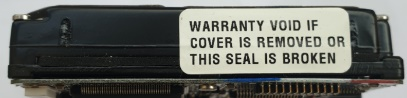 WARRANTY VOID IF
COVER IS REMOVED OR
THIS SEAL IS BROKEN